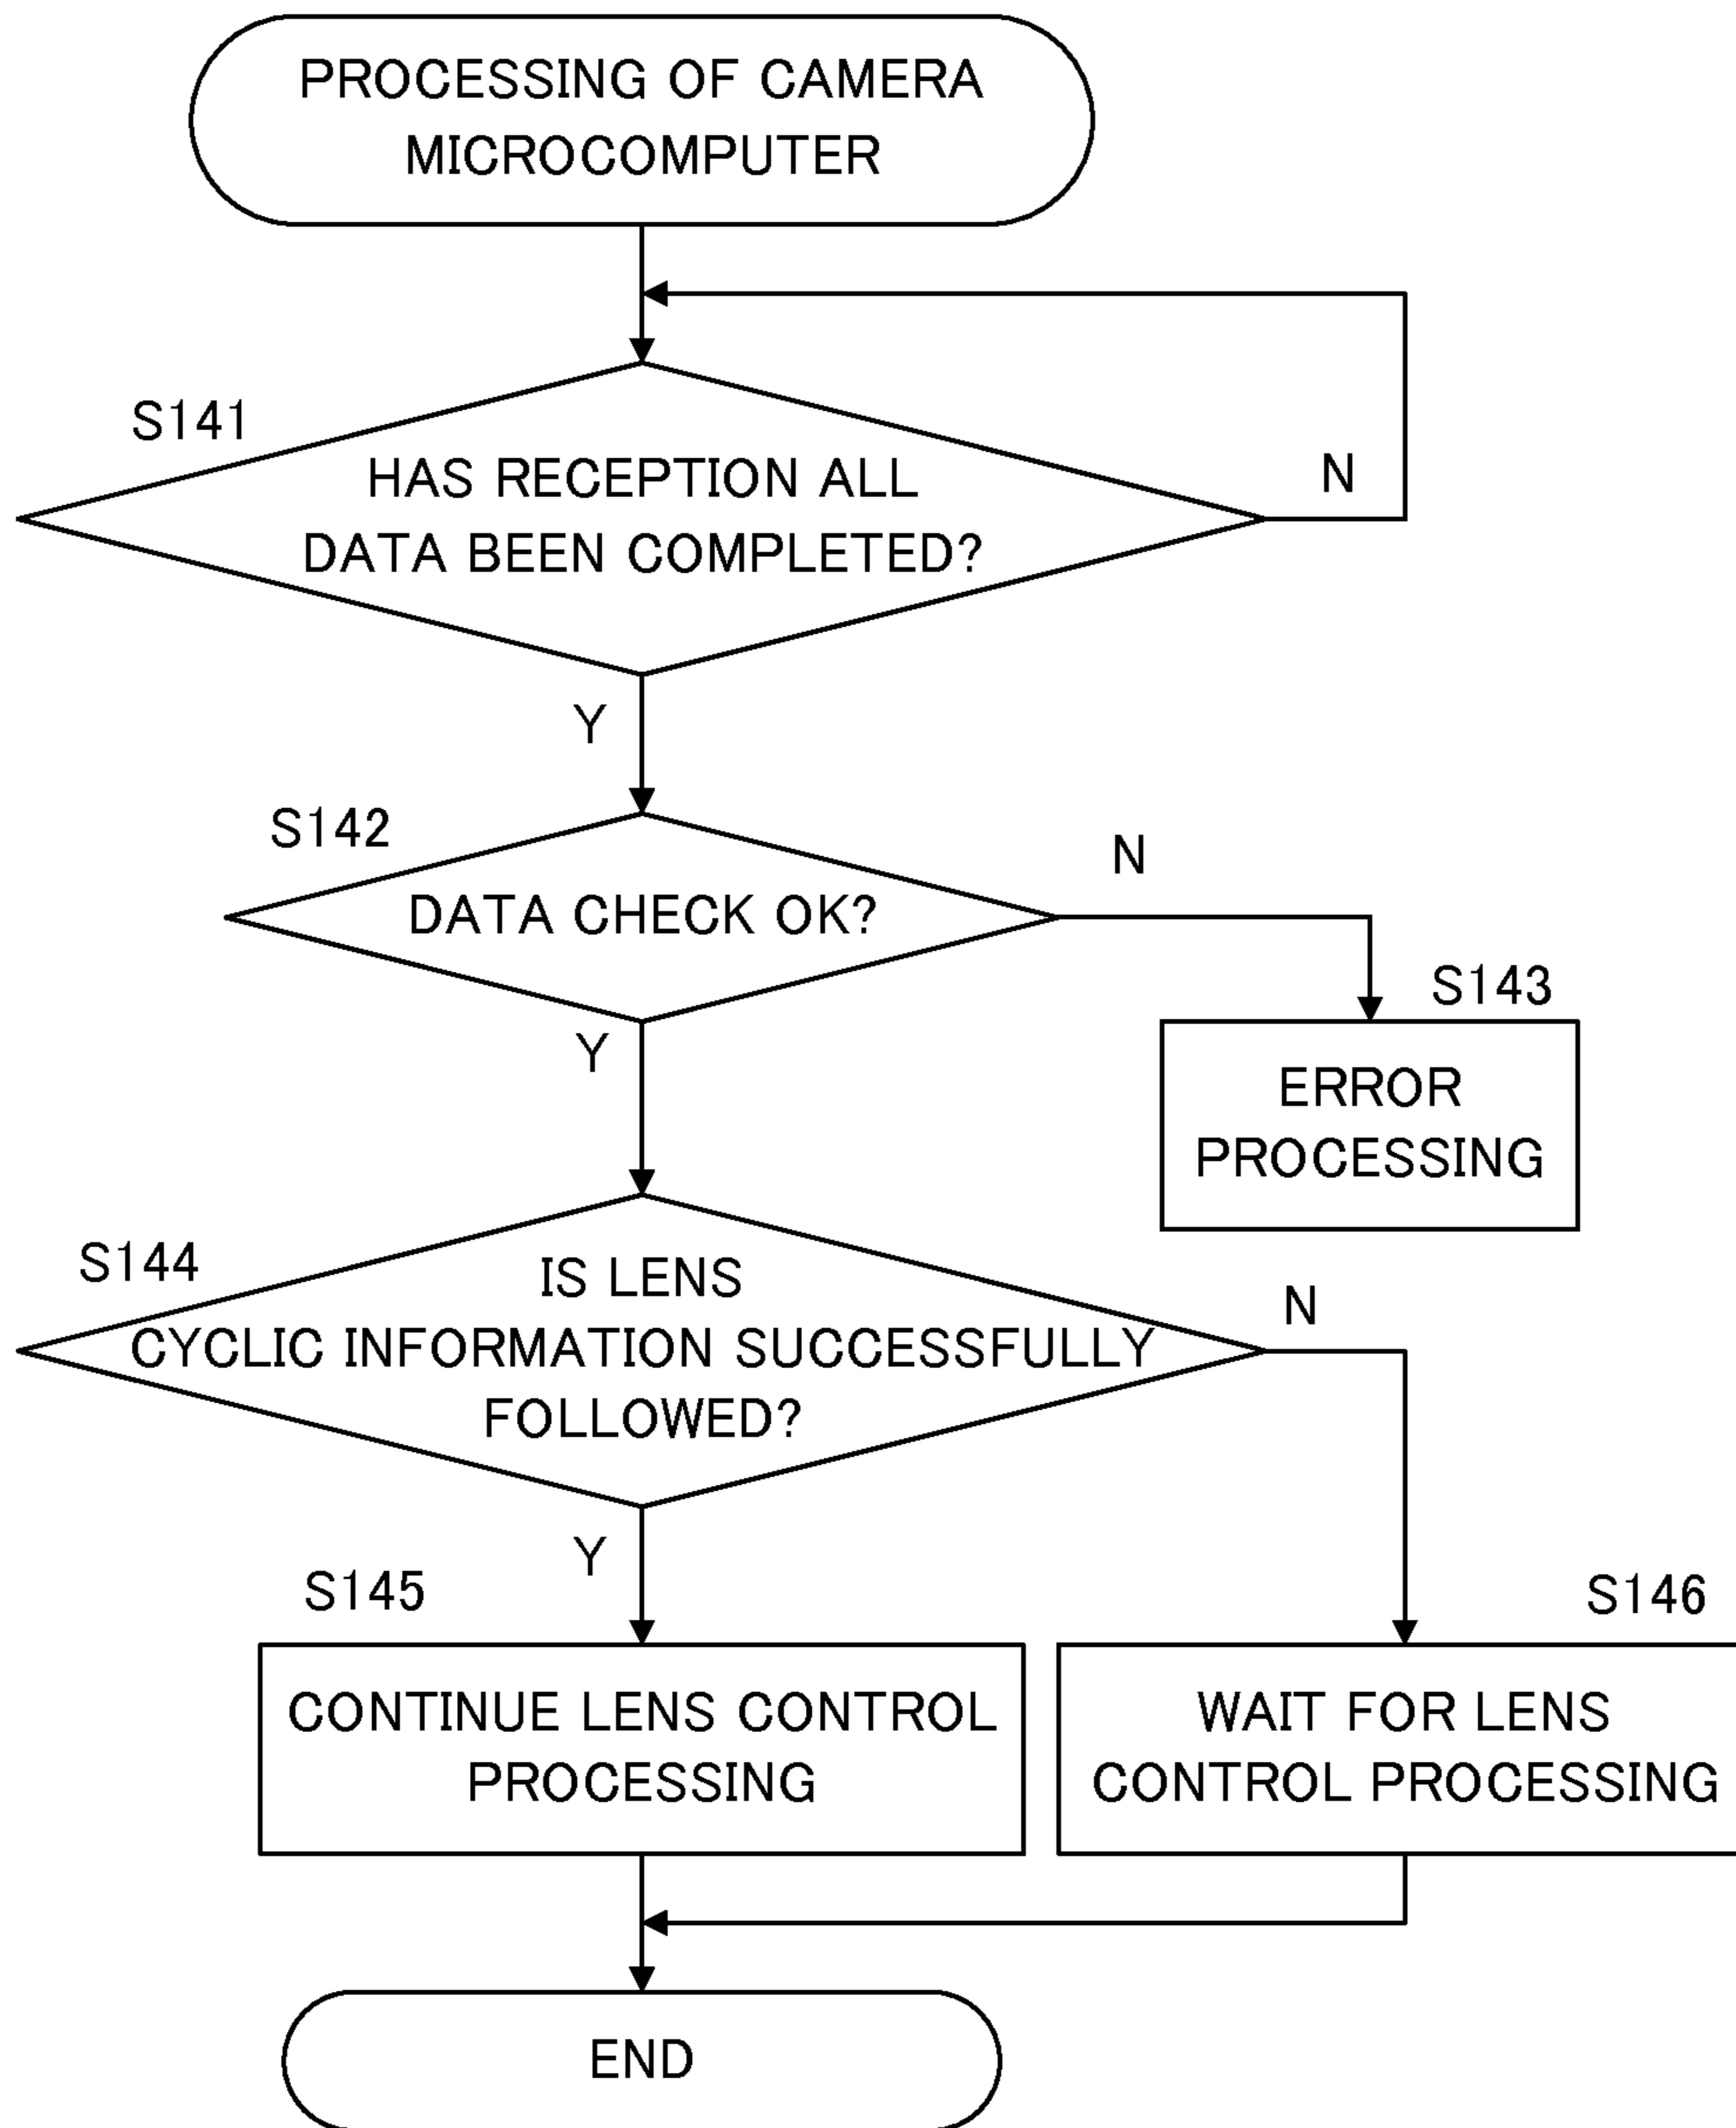 PROCESSING OF CAMERA
MICROCOMPUTER
S141
HAS RECEPTION ALL
DATA BEEN COMPLETED?
N
Y
S142
DATA CHECK OK?
N
Y
S143
ERROR
PROCESSING
S144
IS LENS
CYCLIC INFORMATION SUCCESSFULLY
FOLLOWED?
N
Y
S145
CONTINUE LENS CONTROL
PROCESSING
S146
WAIT FOR LENS
CONTROL PROCESSING
END